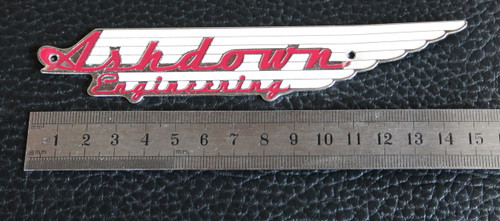 Ashdown
Engineering
1 2 3 4 5 6 7 8 9 10 11 12 13 14 15